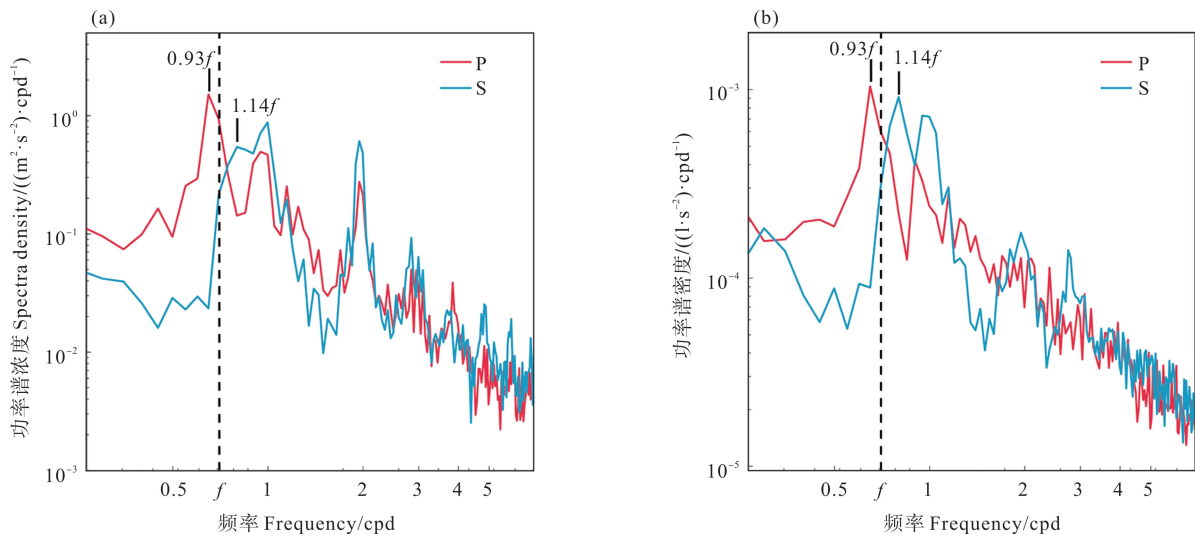 (a)
0.93f
1.14f
P
S
10⁰
10⁻¹
10⁻²
10⁻³
功率谱浓度 Spectra density/((m²·s⁻²)·cpd⁻¹)
0.5 f 1 2 3 4 5
频率 Frequency/cpd
(b)
0.93f
1.14f
P
S
10⁻³
10⁻⁴
10⁻⁵
功率谱密度/((1·s⁻²)·cpd⁻¹)
0.5 f 1 2 3 4 5
频率 Frequency/cpd